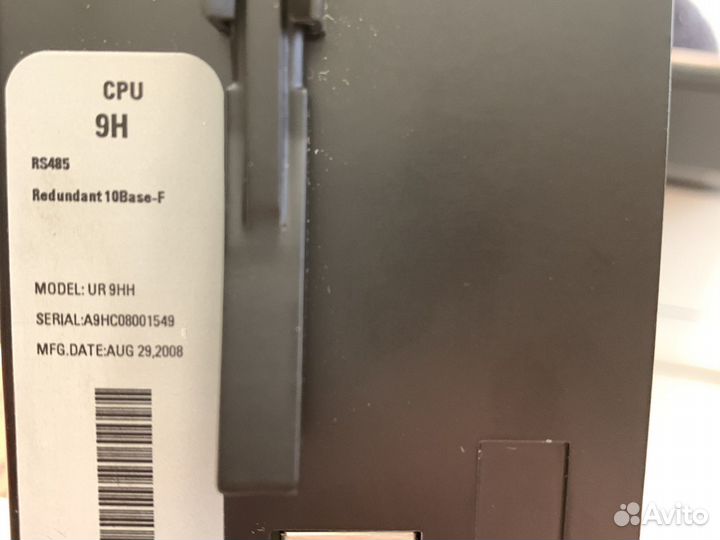 CPU
9H
RS485
Redundant 10Base-F
MODEL: UR 9HH
SERIAL:A9HC08001549
MFG.DATE:AUG 29,2008
Avito